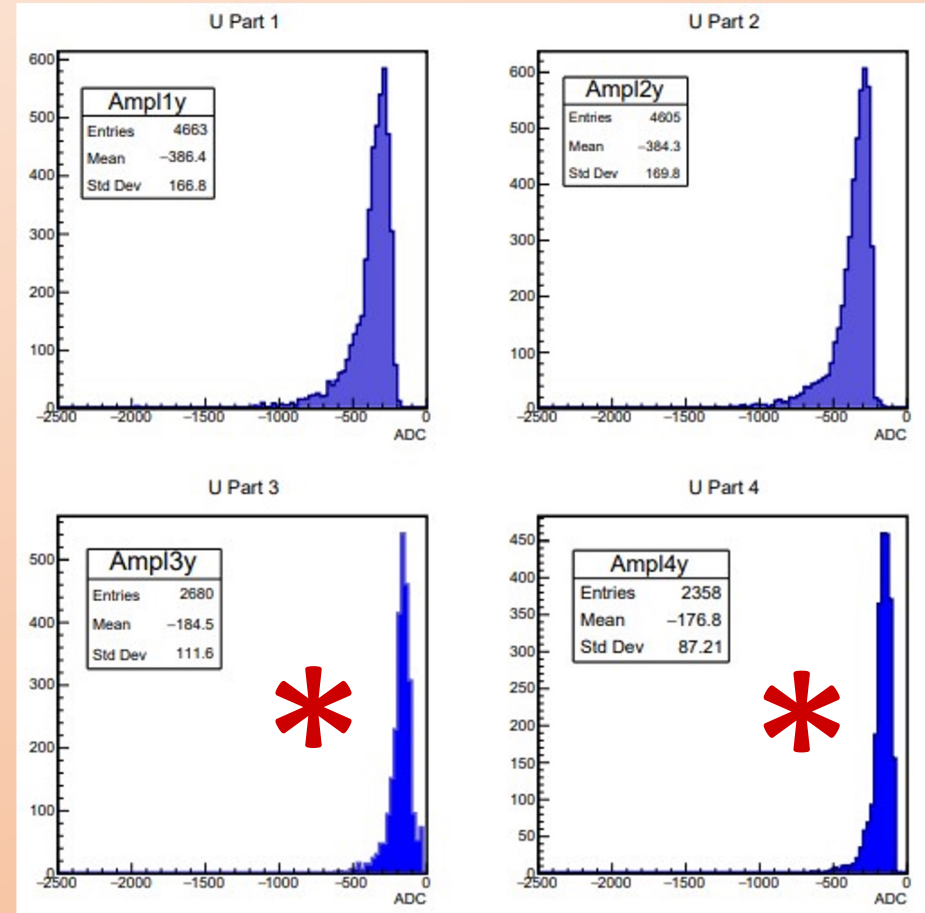 U Part 1
600
500
400
300
200
100
0
Ampl1y
Entries 4663
Mean −386.4
Std Dev 166.8
−2500 −2000 −1500 −1000 −500 0
ADC
U Part 2
600
500
400
300
200
100
0
Ampl2y
Entries 4605
Mean −384.3
Std Dev 169.8
−2500 −2000 −1500 −1000 −500 0
ADC
U Part 3
500
400
300
200
100
0
Ampl3y
Entries 2680
Mean −184.5
Std Dev 111.6
*
−2500 −2000 −1500 −1000 −500 0
ADC
U Part 4
450
400
350
300
250
200
150
100
50
0
Ampl4y
Entries 2358
Mean −176.8
Std Dev 87.21
*
−2500 −2000 −1500 −1000 −500 0
ADC